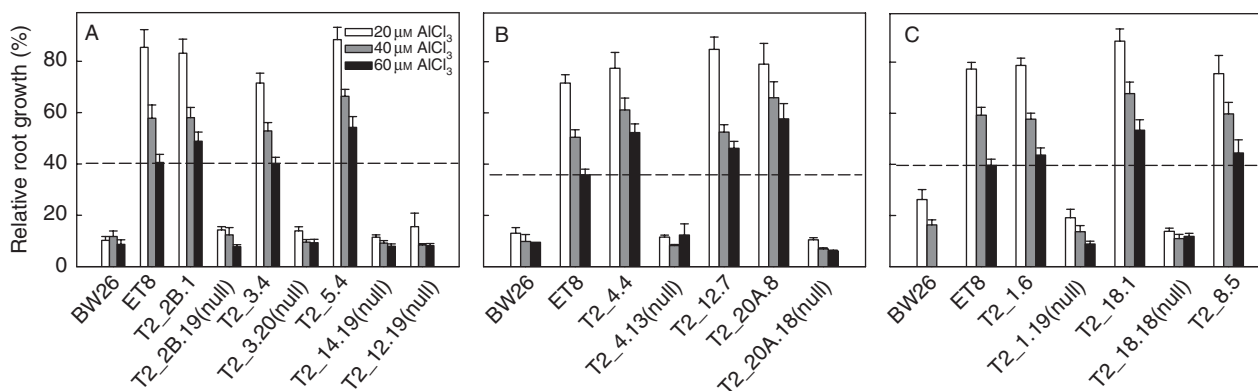 Relative root growth (%)
80
60
40
20
0
A
20 µM AlCl3
40 µM AlCl3
60 µM AlCl3
BW26
ET8
T2_2B.1
T2_2B.19(null)
T2_3.4
T2_3.20(null)
T2_5.4
T2_14.19(null)
T2_12.19(null)
B
BW26
ET8
T2_4.4
T2_4.13(null)
T2_12.7
T2_20A.8
T2_20A.18(null)
C
BW26
ET8
T2_1.6
T2_1.19(null)
T2_18.1
T2_18.18(null)
T2_8.5